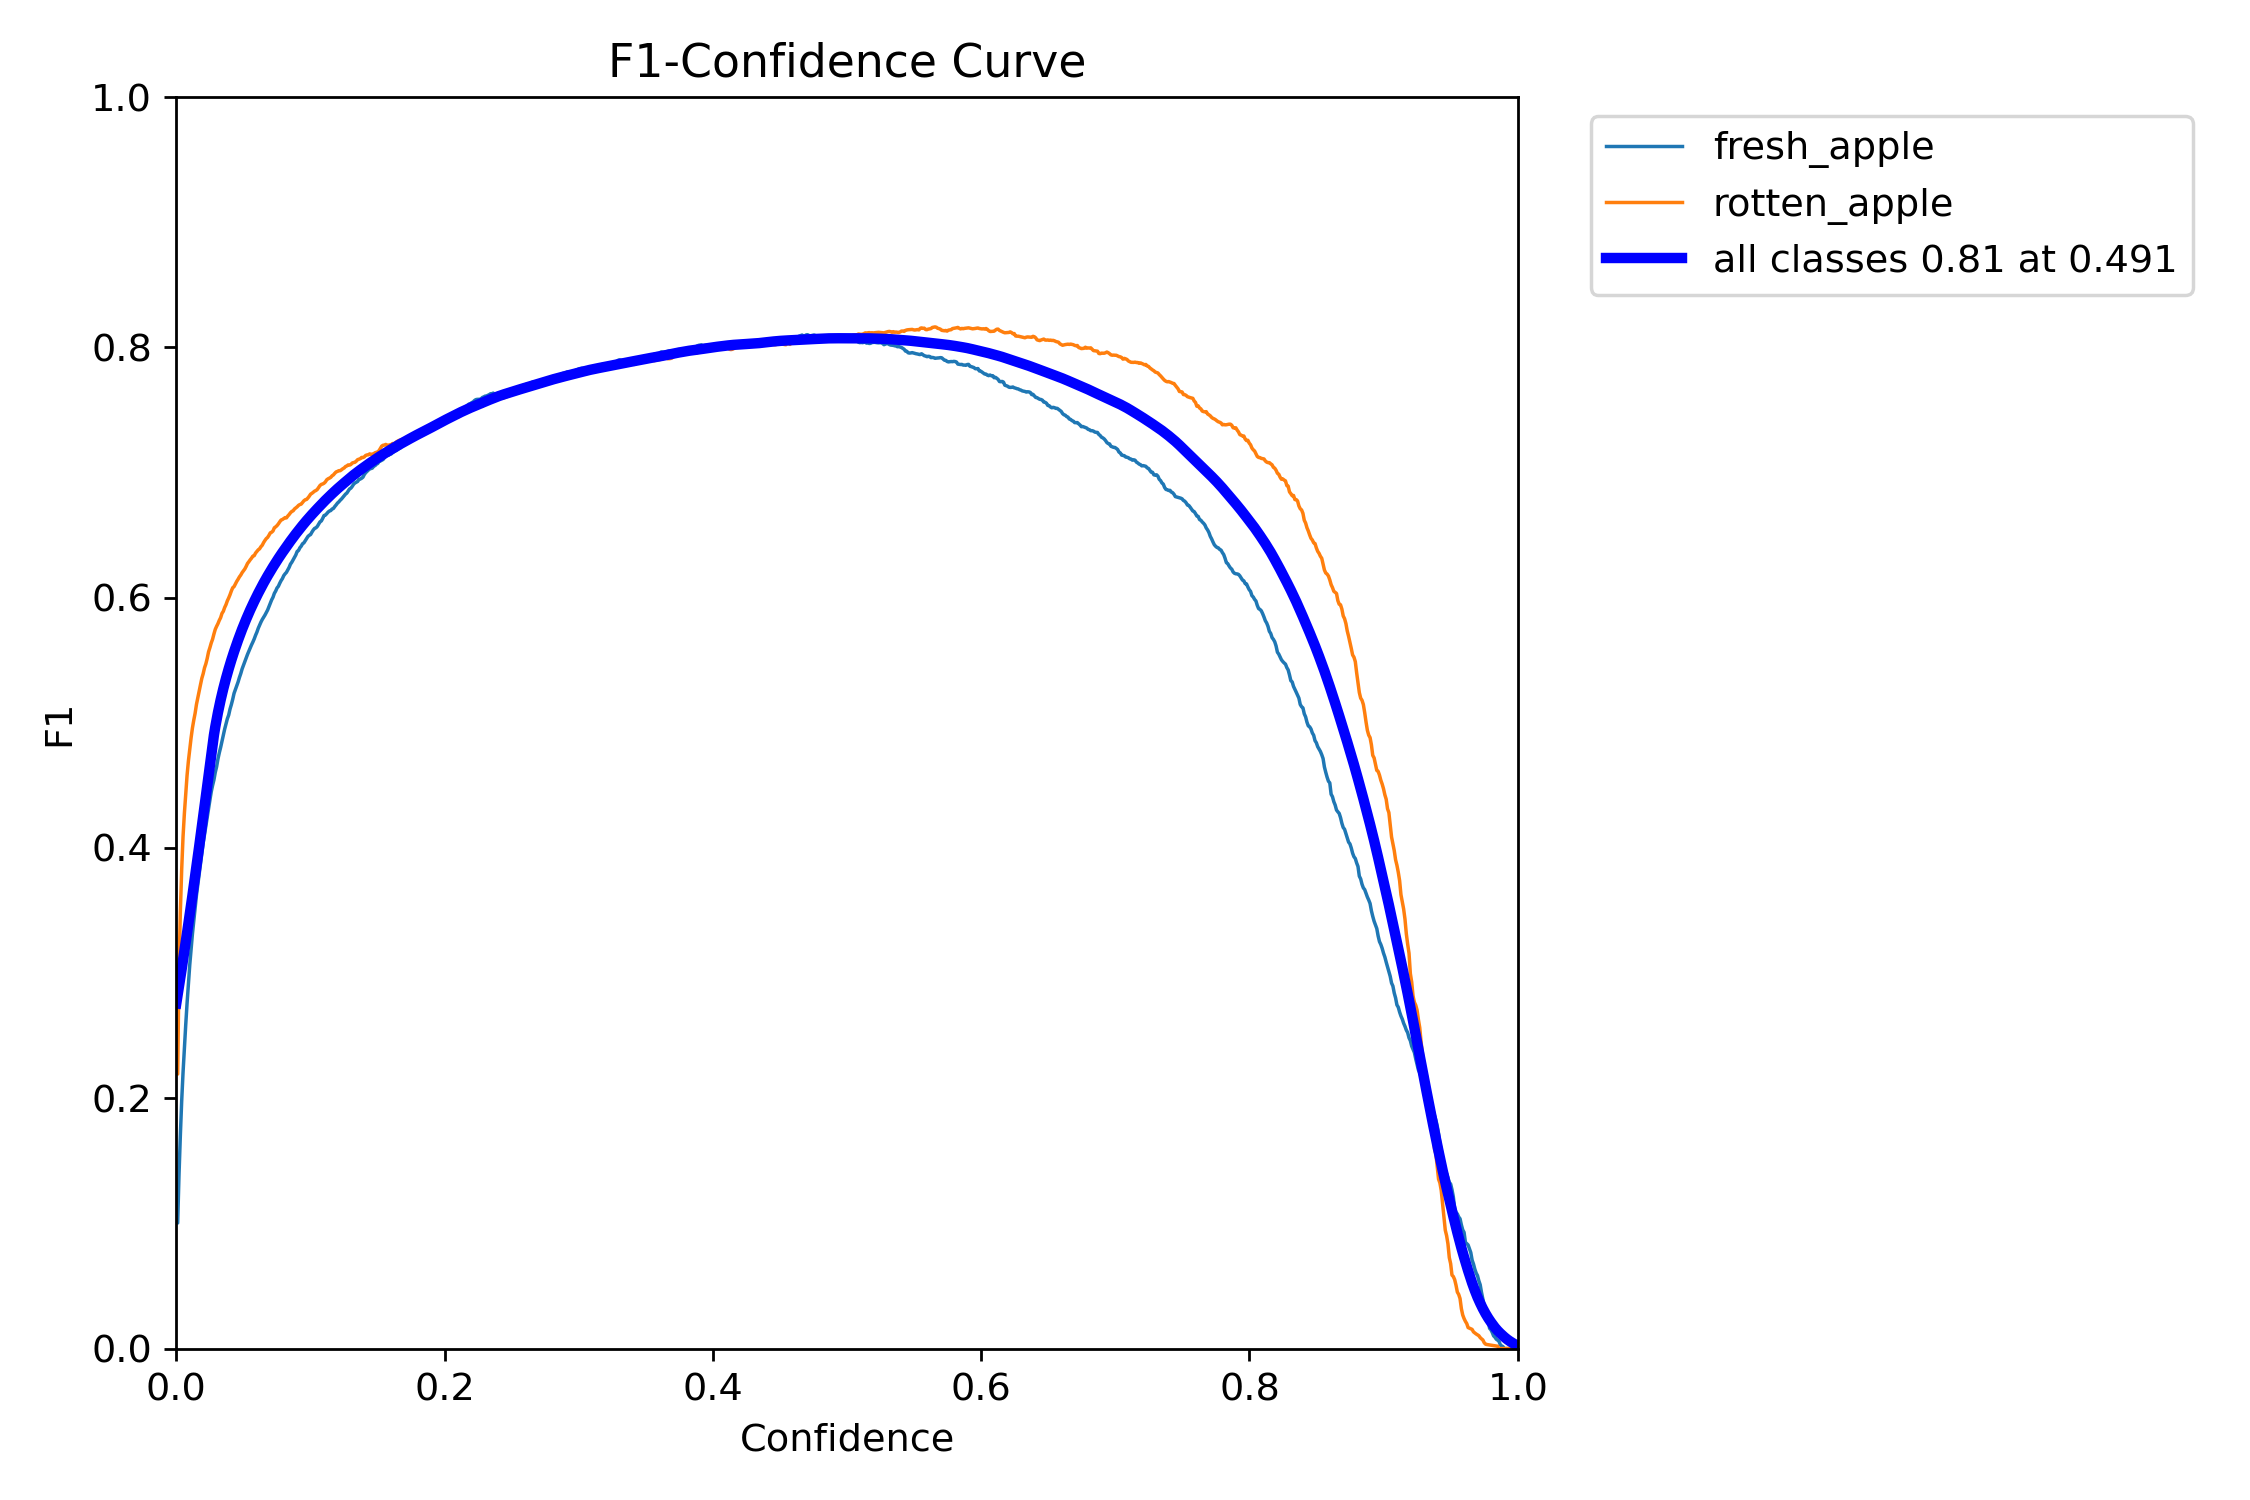 F1-Confidence Curve
fresh_apple
rotten_apple
all classes 0.81 at 0.491
F1
1.0
0.8
0.6
0.4
0.2
0.0
0.0 0.2 0.4 0.6 0.8 1.0
Confidence